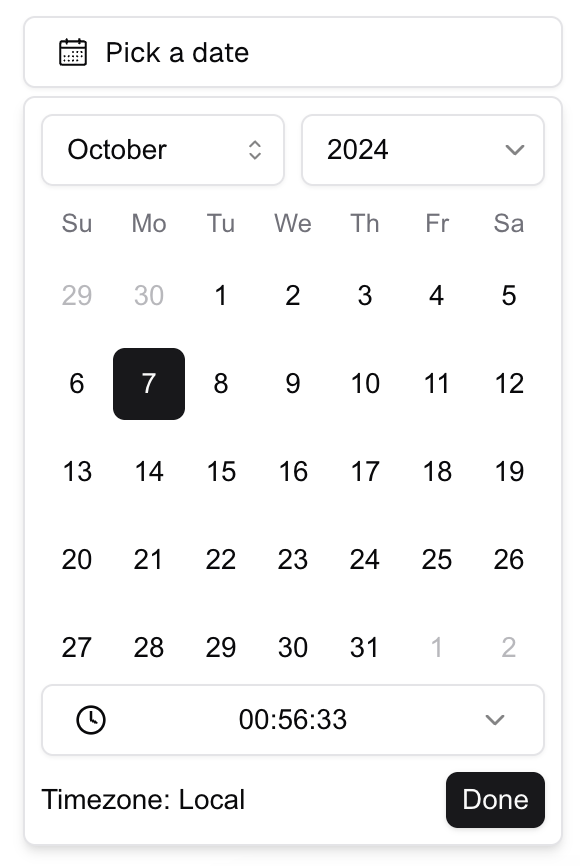 Pick a date
October 2024
Su Mo Tu We Th Fr Sa
29 30 1 2 3 4 5
6 7 8 9 10 11 12
13 14 15 16 17 18 19
20 21 22 23 24 25 26
27 28 29 30 31 1 2
00:56:33
Timezone: Local Done